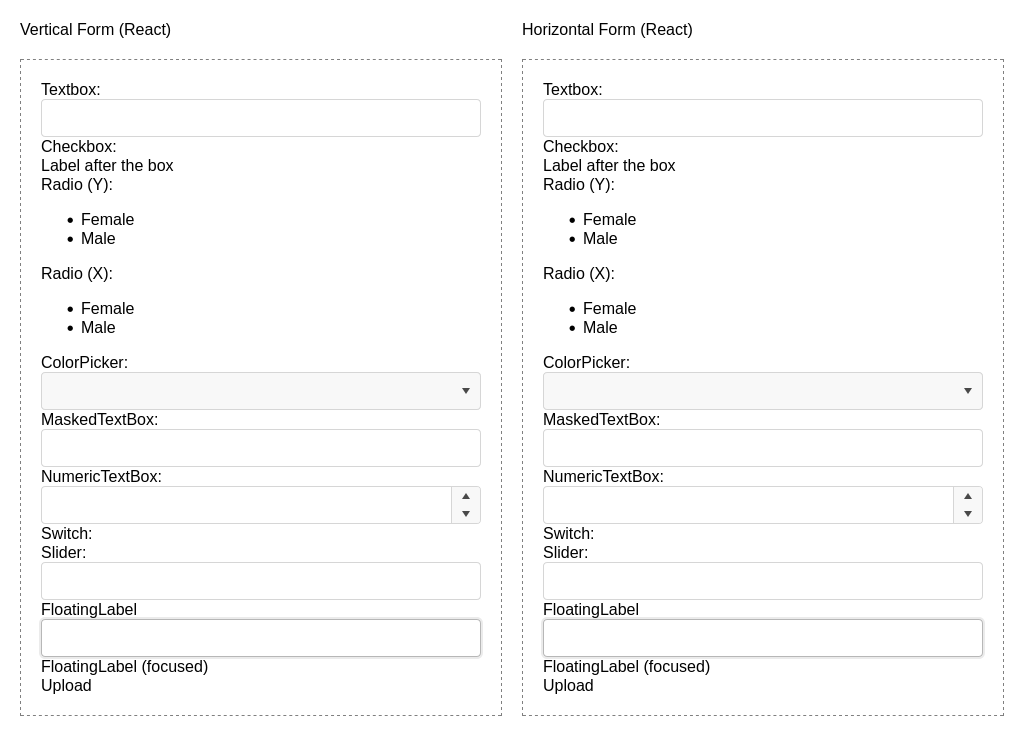 Vertical Form (React)
Textbox:
Checkbox:
Label after the box
Radio (Y):
Female
Male
Radio (X):
Female
Male
ColorPicker:
MaskedTextBox:
NumericTextBox:
Switch:
Slider:
FloatingLabel
FloatingLabel (focused)
Upload
Horizontal Form (React)
Textbox:
Checkbox:
Label after the box
Radio (Y):
Female
Male
Radio (X):
Female
Male
ColorPicker:
MaskedTextBox:
NumericTextBox:
Switch:
Slider:
FloatingLabel
FloatingLabel (focused)
Upload